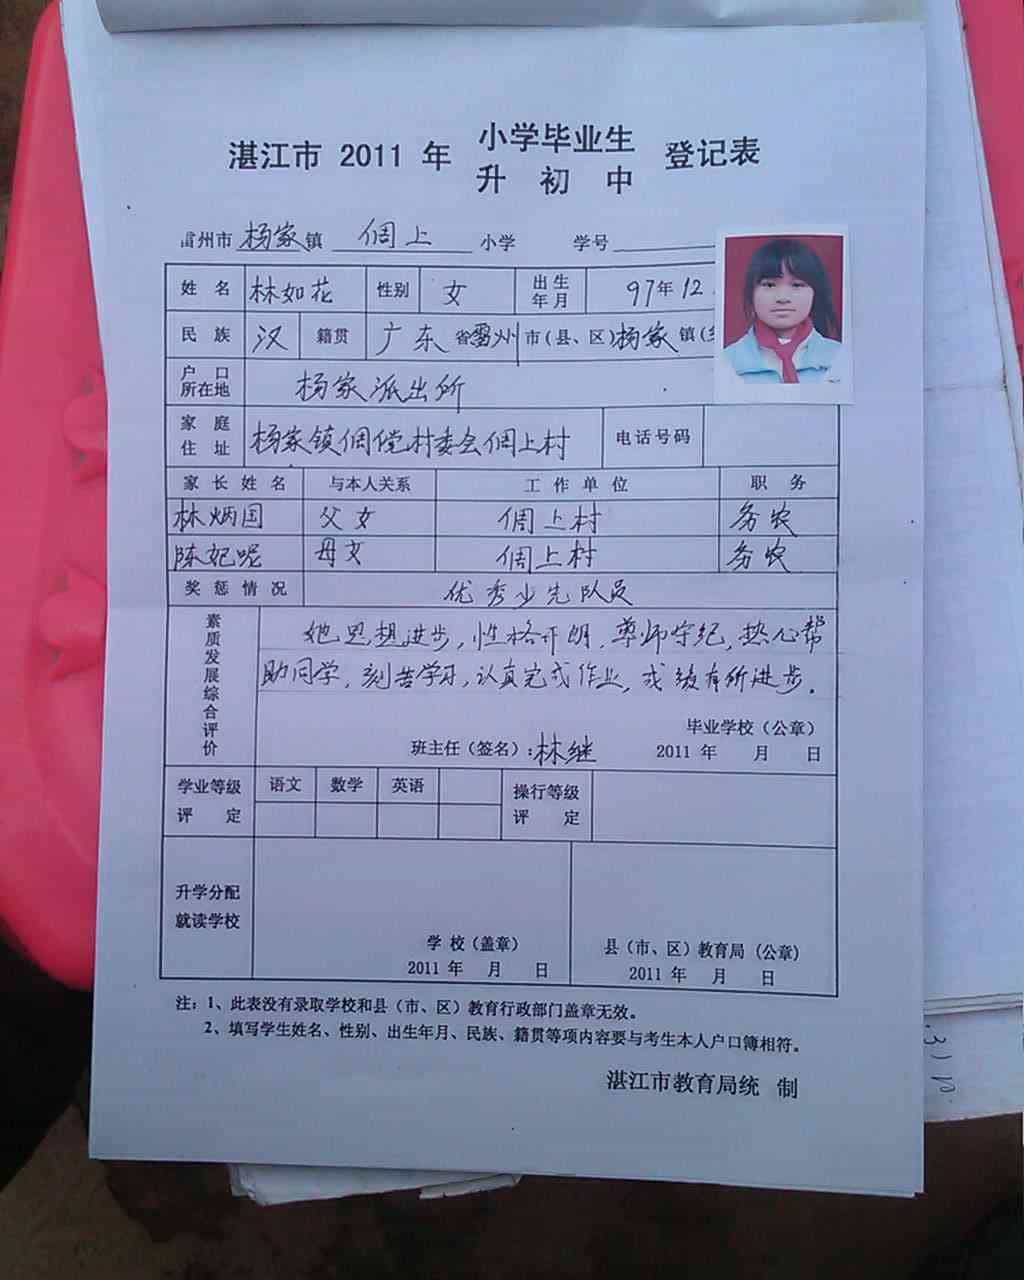 湛江市 2011 年 小学毕业生 升初中 登记表
雷州市 杨家 镇 倜上 小学 学号
姓名 林如花 性别 女 出生年月 97年12
民族 汉 籍贯 广东 省 雷州 市(县、区) 杨家 镇(
户口所在地 杨家派出所
家庭住址 杨家镇倜村委会倜上村 电话号码
家长姓名 与本人关系 工作单位 职务
林炳国 父女 倜上村 务农
陈妃呢 母女 倜上村 务农
奖惩情况 优秀少先队员
素质发展综合评价
她思想进步,性格开朗,尊师守纪,热心帮
助同学,刻苦学习,认真完成作业,成绩有所进步.
毕业学校(公章)
班主任(签名):林继 2011 年 月 日
学业等级评定 语文 数学 英语 操行等级评定
升学分配就读学校
学校(盖章) 县(市、区)教育局(公章)
2011 年 月 日 2011 年 月 日
注:1、此表没有录取学校和县(市、区)教育行政部门盖章无效。
2、填写学生姓名、性别、出生年月、民族、籍贯等项内容要与考生本人户口簿相符。
湛江市教育局统 制